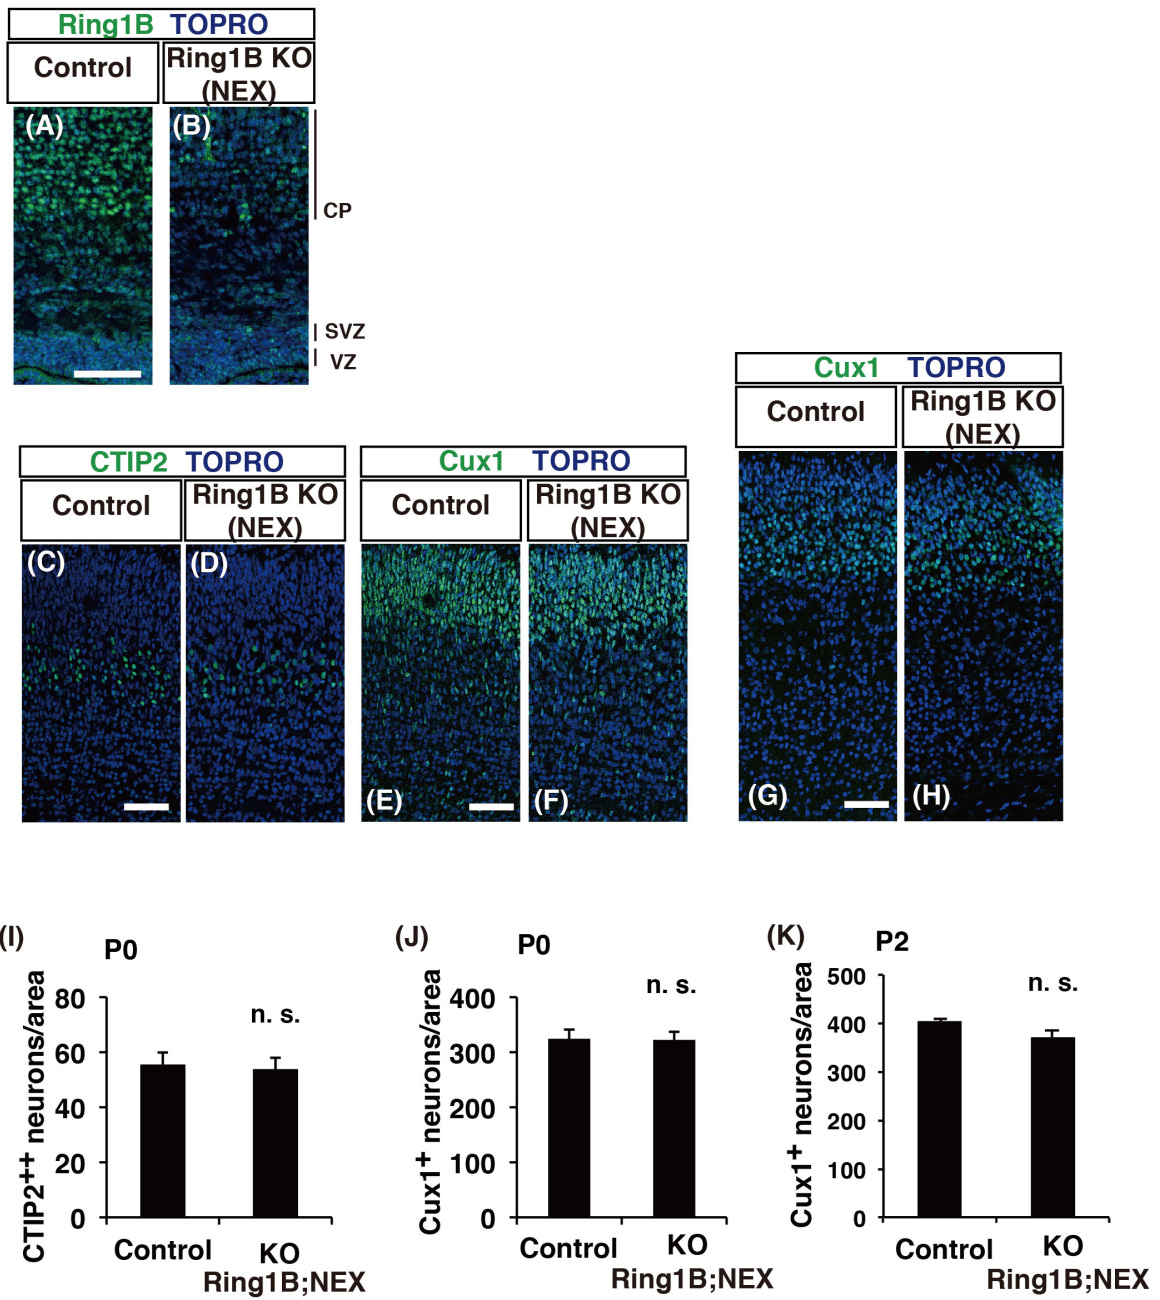 Ring1B TOPRO
Control
Ring1B KO
(NEX)
(A)
(B)
CP
SVZ
VZ
Cux1 TOPRO
Control
Ring1B KO
(NEX)
(G)
(H)
CTIP2 TOPRO
Control
Ring1B KO
(NEX)
(C)
(D)
Cux1 TOPRO
Control
Ring1B KO
(NEX)
(E)
(F)
(I)
P0
CTIP2++ neurons/area
80
60
40
20
0
n. s.
Control
KO
Ring1B;NEX
(J)
P0
Cux1+ neurons/area
400
300
200
100
0
n. s.
Control
KO
Ring1B;NEX
(K)
P2
Cux1+ neurons/area
500
400
300
200
100
0
n. s.
Control
KO
Ring1B;NEX